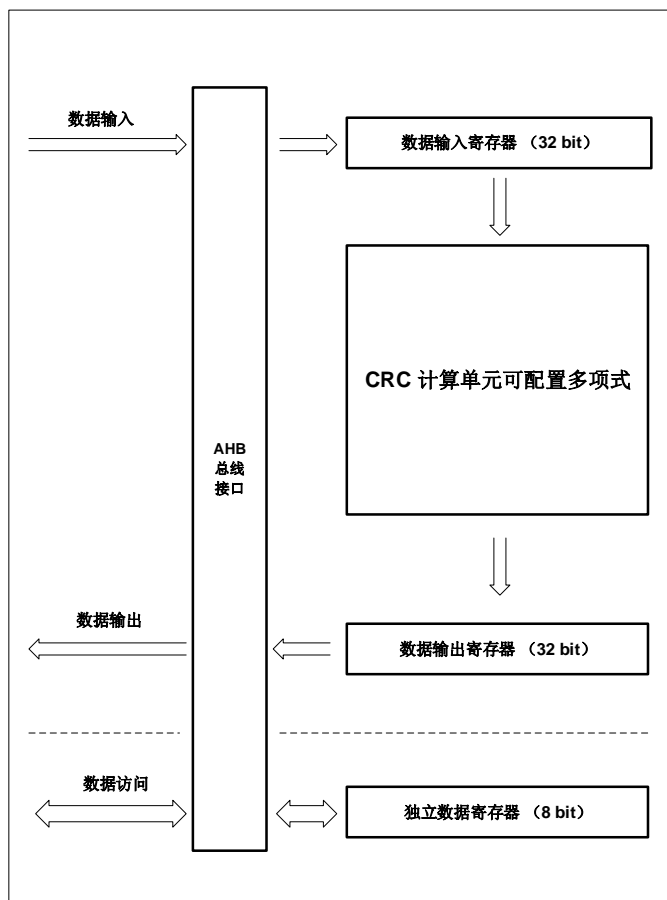 数据输入
数据输入寄存器 （32 bit）
CRC 计算单元可配置多项式
AHB
总线
接口
数据输出
数据输出寄存器 （32 bit）
数据访问
独立数据寄存器 （8 bit）